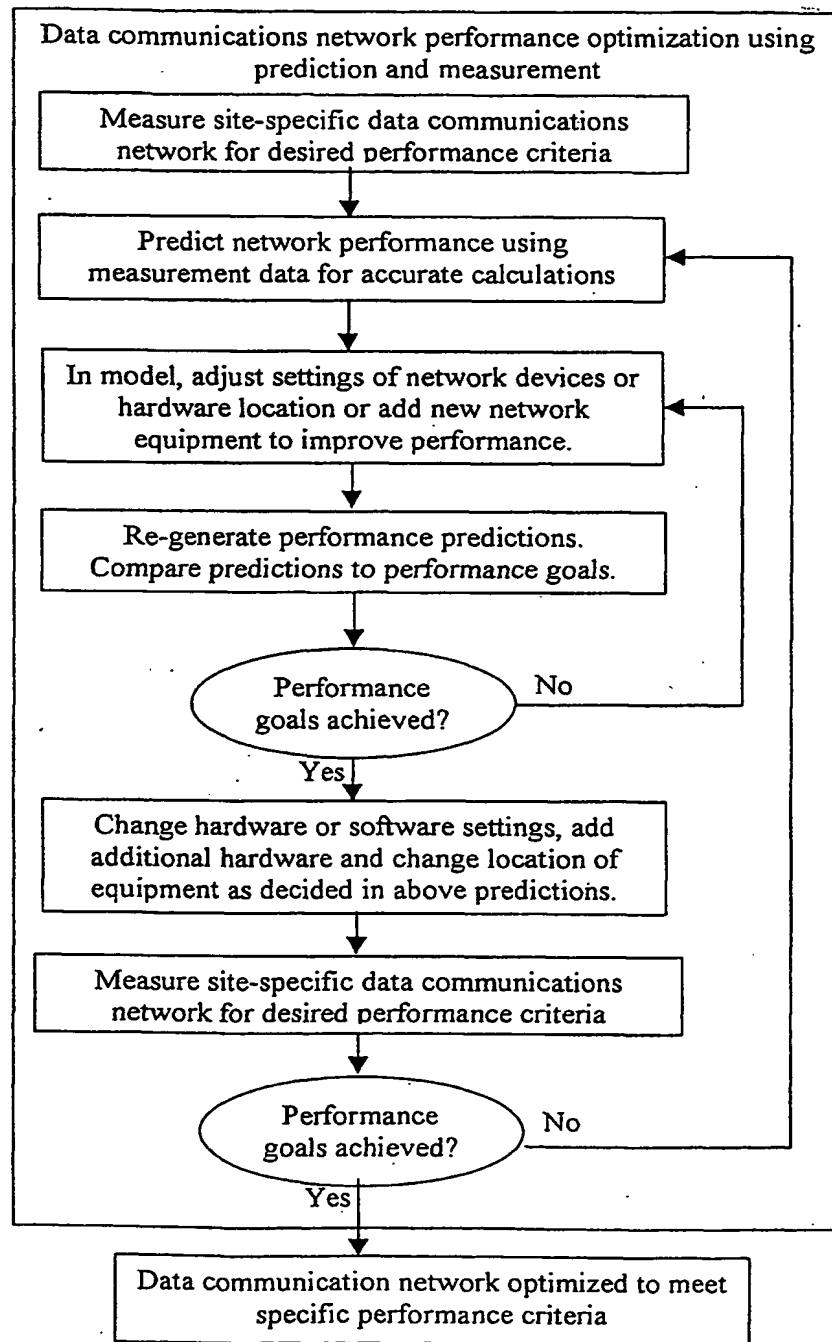 Data communications network performance optimization using
prediction and measurement
Measure site-specific data communications
network for desired performance criteria
Predict network performance using
measurement data for accurate calculations
In model, adjust settings of network devices or
hardware location or add new network
equipment to improve performance.
Re-generate performance predictions.
Compare predictions to performance goals.
Performance
goals achieved?
No
Yes
Change hardware or software settings, add
additional hardware and change location of
equipment as decided in above predictions.
Measure site-specific data communications
network for desired performance criteria
Performance
goals achieved?
No
Yes
Data communication network optimized to meet
specific performance criteria